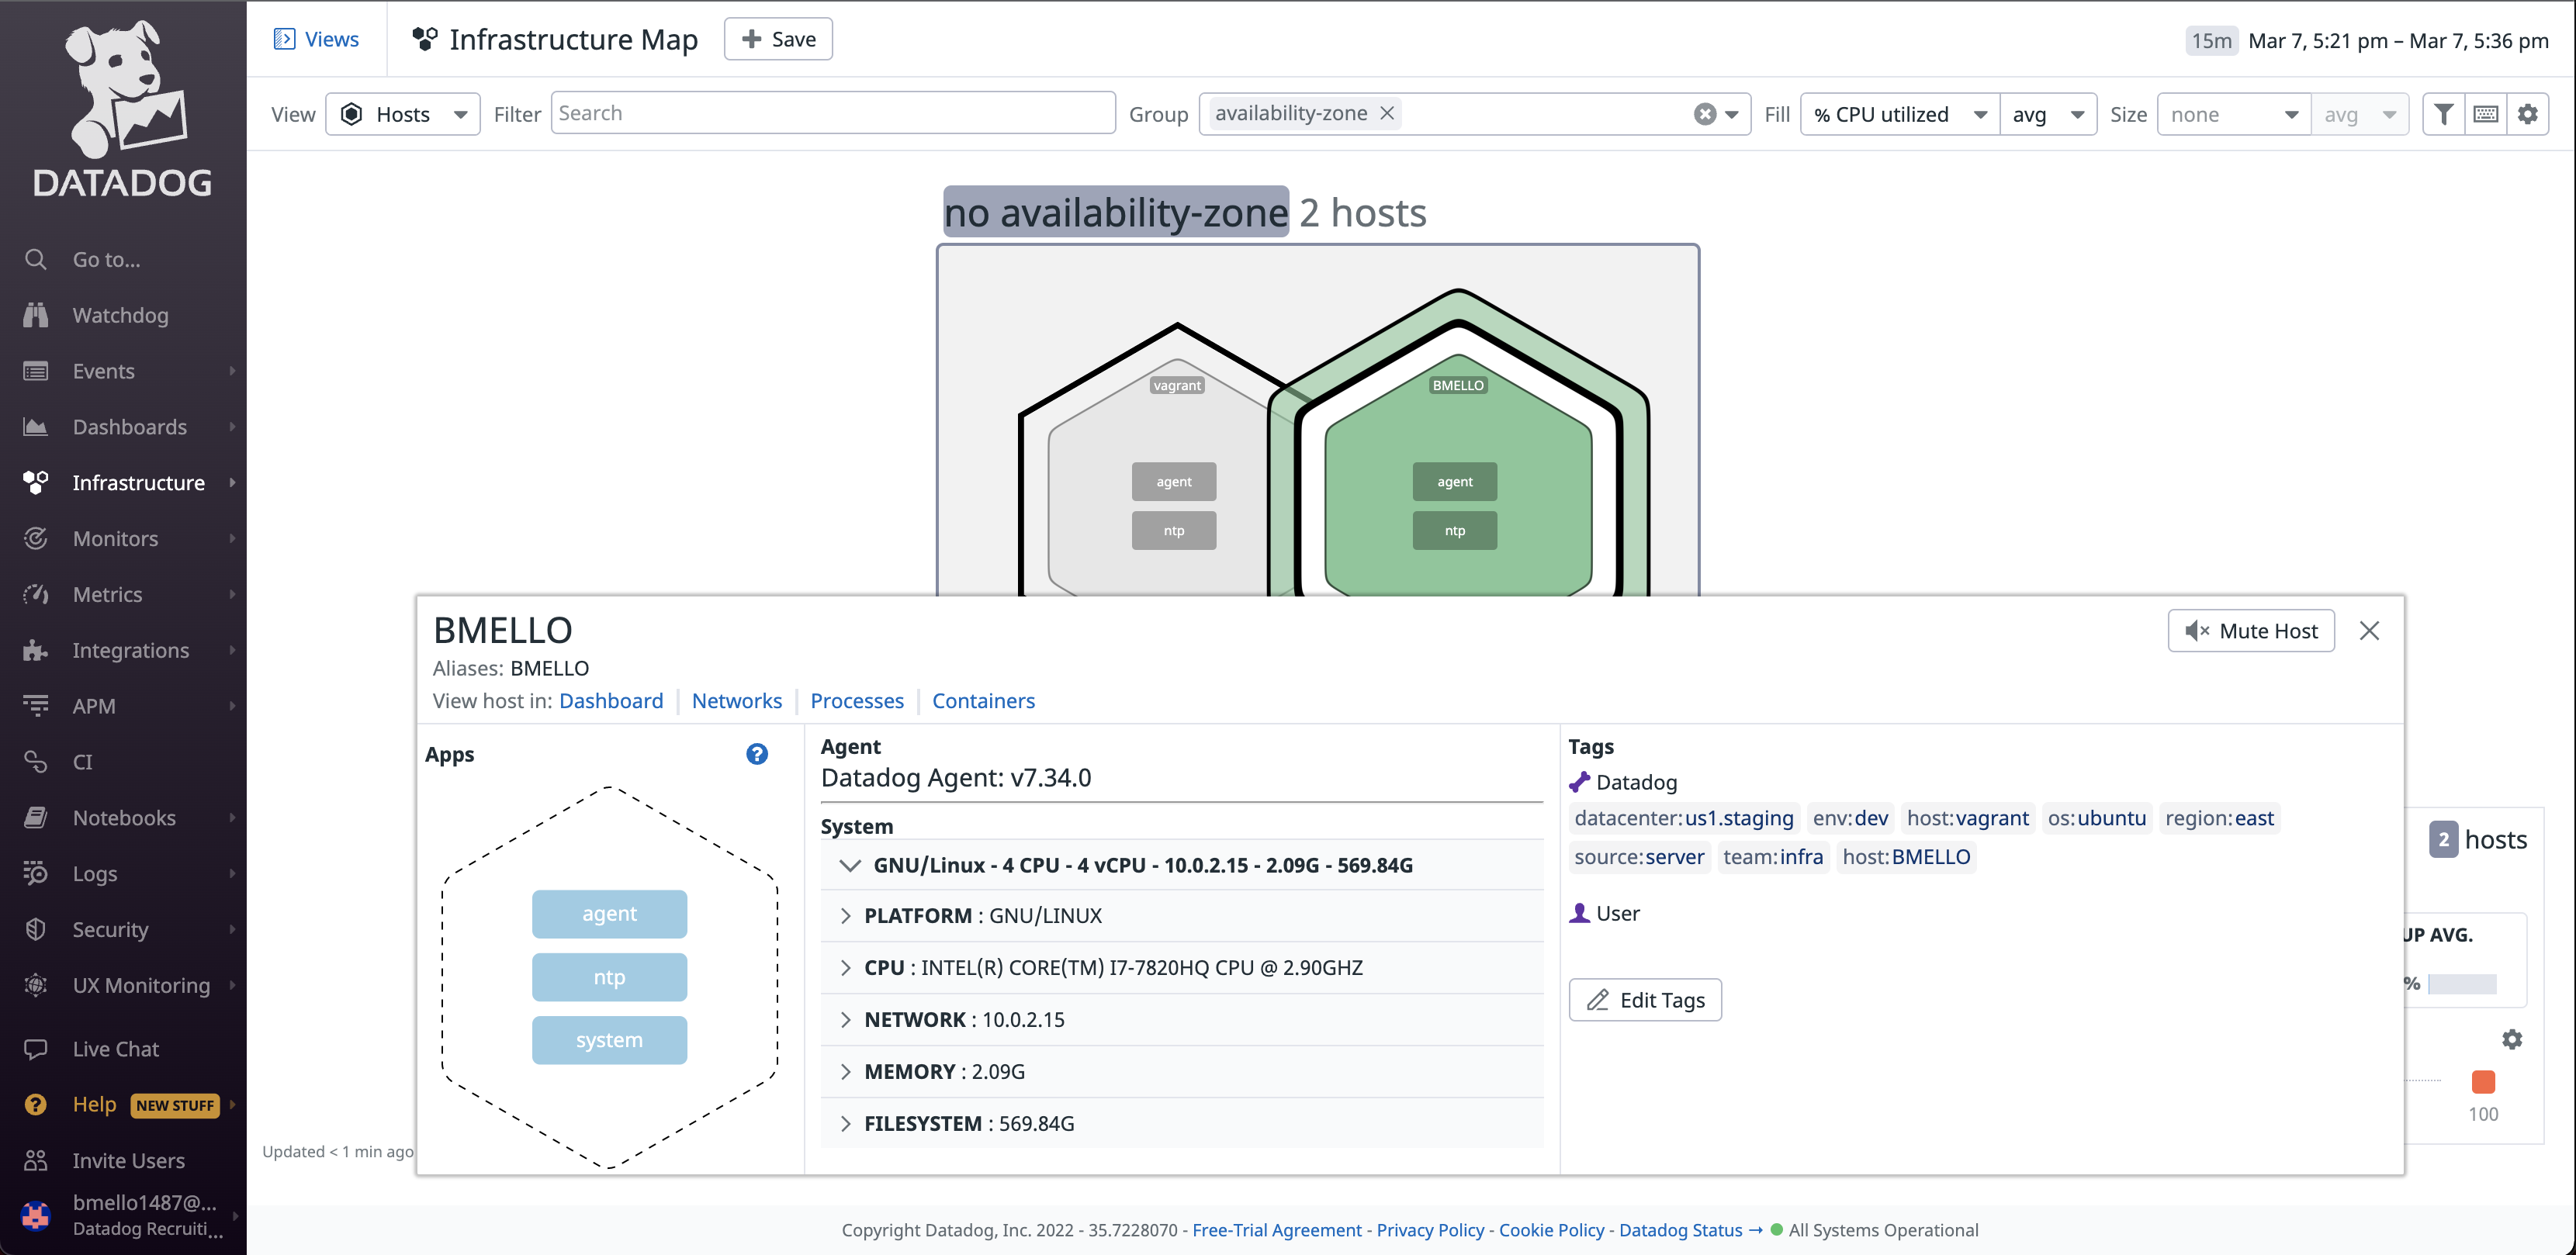 DATADOG
Go to...
Watchdog
Events
Dashboards
Infrastructure
Monitors
Metrics
Integrations
APM
CI
Notebooks
Logs
Security
UX Monitoring
Live Chat
Help NEW STUFF
Invite Users
bmello1487@...
Datadog Recruiti...
Views
Infrastructure Map
Save
15m Mar 7, 5:21 pm – Mar 7, 5:36 pm
View Hosts Filter Search Group availability-zone Fill % CPU utilized avg Size none avg
no availability-zone 2 hosts
vagrant
agent
ntp
BMELLO
agent
ntp
BMELLO
Mute Host
Aliases: BMELLO
View host in: Dashboard | Networks | Processes | Containers
Apps ?
agent
ntp
system
Agent
Datadog Agent: v7.34.0
System
GNU/Linux - 4 CPU - 4 vCPU - 10.0.2.15 - 2.09G - 569.84G
PLATFORM : GNU/LINUX
CPU : INTEL(R) CORE(TM) I7-7820HQ CPU @ 2.90GHZ
NETWORK : 10.0.2.15
MEMORY : 2.09G
FILESYSTEM : 569.84G
Tags
Datadog
datacenter:us1.staging env:dev host:vagrant os:ubuntu region:east
source:server team:infra host:BMELLO
User
Edit Tags
2 hosts
UP AVG.
%
100
Updated < 1 min ago
Copyright Datadog, Inc. 2022 - 35.7228070 - Free-Trial Agreement - Privacy Policy - Cookie Policy - Datadog Status → All Systems Operational